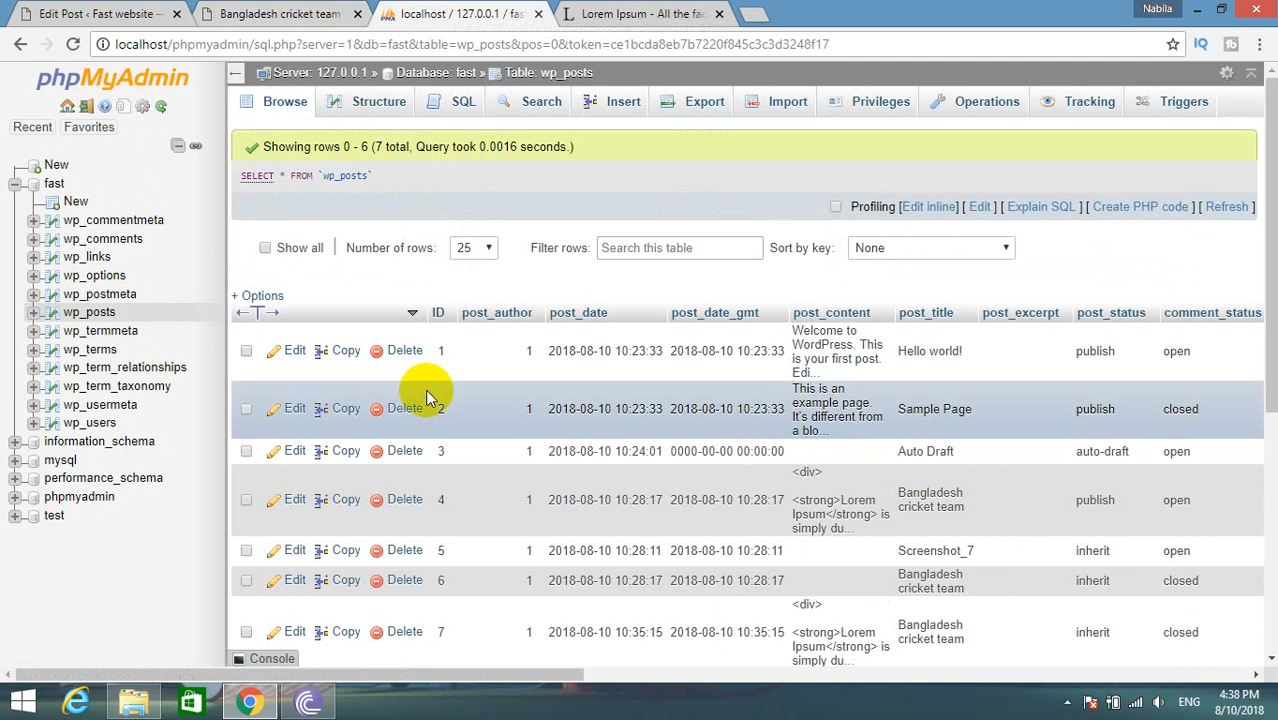 Edit Post ‹ Fast website —
Bangladesh cricket team
localhost / 127.0.0.1 / fas
Lorem Ipsum - All the fac
Nabila
localhost/phpmyadmin/sql.php?server=1&db=fast&table=wp_posts&pos=0&token=ce1bcda8eb7b7220f845c3c3d3248f17
IQ
phpMyAdmin
Recent Favorites
New
fast
New
wp_commentmeta
wp_comments
wp_links
wp_options
wp_postmeta
wp_posts
wp_termmeta
wp_terms
wp_term_relationships
wp_term_taxonomy
wp_usermeta
wp_users
information_schema
mysql
performance_schema
phpmyadmin
test
Server: 127.0.0.1 » Database: fast » Table: wp_posts
Browse Structure SQL Search Insert Export Import Privileges Operations Tracking Triggers
Showing rows 0 - 6 (7 total, Query took 0.0016 seconds.)
SELECT * FROM `wp_posts`
Profiling [Edit inline] [ Edit ] [ Explain SQL ] [ Create PHP code ] [ Refresh ]
Show all Number of rows: 25 Filter rows: Search this table Sort by key: None
+ Options
ID post_author post_date post_date_gmt post_content post_title post_excerpt post_status comment_status
Edit Copy Delete 1 1 2018-08-10 10:23:33 2018-08-10 10:23:33 Welcome to WordPress. This is your first post. Edi... Hello world! publish open
Edit Copy Delete 2 1 2018-08-10 10:23:33 2018-08-10 10:23:33 This is an example page. It's different from a blo... Sample Page publish closed
Edit Copy Delete 3 1 2018-08-10 10:24:01 0000-00-00 00:00:00 Auto Draft auto-draft open
Edit Copy Delete 4 1 2018-08-10 10:28:17 2018-08-10 10:28:17 <div> <strong>Lorem Ipsum</strong> is simply du... Bangladesh cricket team publish open
Edit Copy Delete 5 1 2018-08-10 10:28:11 2018-08-10 10:28:11 Screenshot_7 inherit open
Edit Copy Delete 6 1 2018-08-10 10:28:17 2018-08-10 10:28:17 Bangladesh cricket team inherit closed
Edit Copy Delete 7 1 2018-08-10 10:35:15 2018-08-10 10:35:15 <div> <strong>Lorem Ipsum</strong> is simply du... Bangladesh cricket team inherit closed
Console
ENG
4:38 PM
8/10/2018